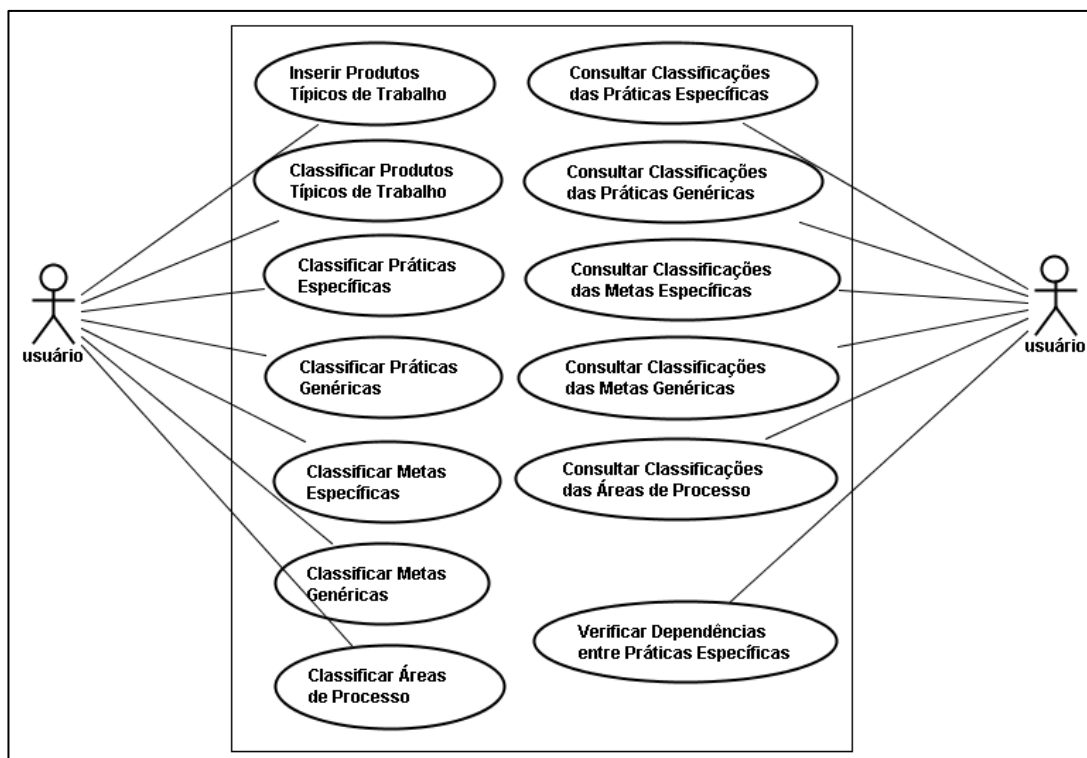 Inserir Produtos
Típicos de Trabalho
Classificar Produtos
Típicos de Trabalho
Classificar Práticas
Específicas
Classificar Práticas
Genéricas
Classificar Metas
Específicas
Classificar Metas
Genéricas
Classificar Áreas
de Processo
Consultar Classificações
das Práticas Específicas
Consultar Classificações
das Práticas Genéricas
Consultar Classificações
das Metas Específicas
Consultar Classificações
das Metas Genéricas
Consultar Classificações
das Áreas de Processo
Verificar Dependências
entre Práticas Específicas
usuário
usuário